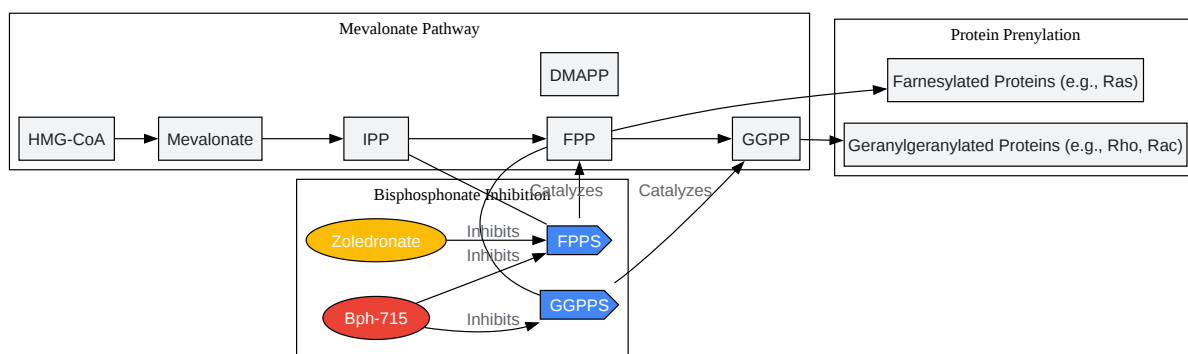 Mevalonate Pathway
Protein Prenylation
DMAPP
Farnesylated Proteins (e.g., Ras)
HMG-CoA
Mevalonate
IPP
FPP
GGPP
Geranylgeranylated Proteins (e.g., Rho, Rac)
Bisphosphonate Inhibition
Catalyzes
Catalyzes
Zoledronate
Inhibits
FPPS
Inhibits
Bph-715
Inhibits
GGPPS